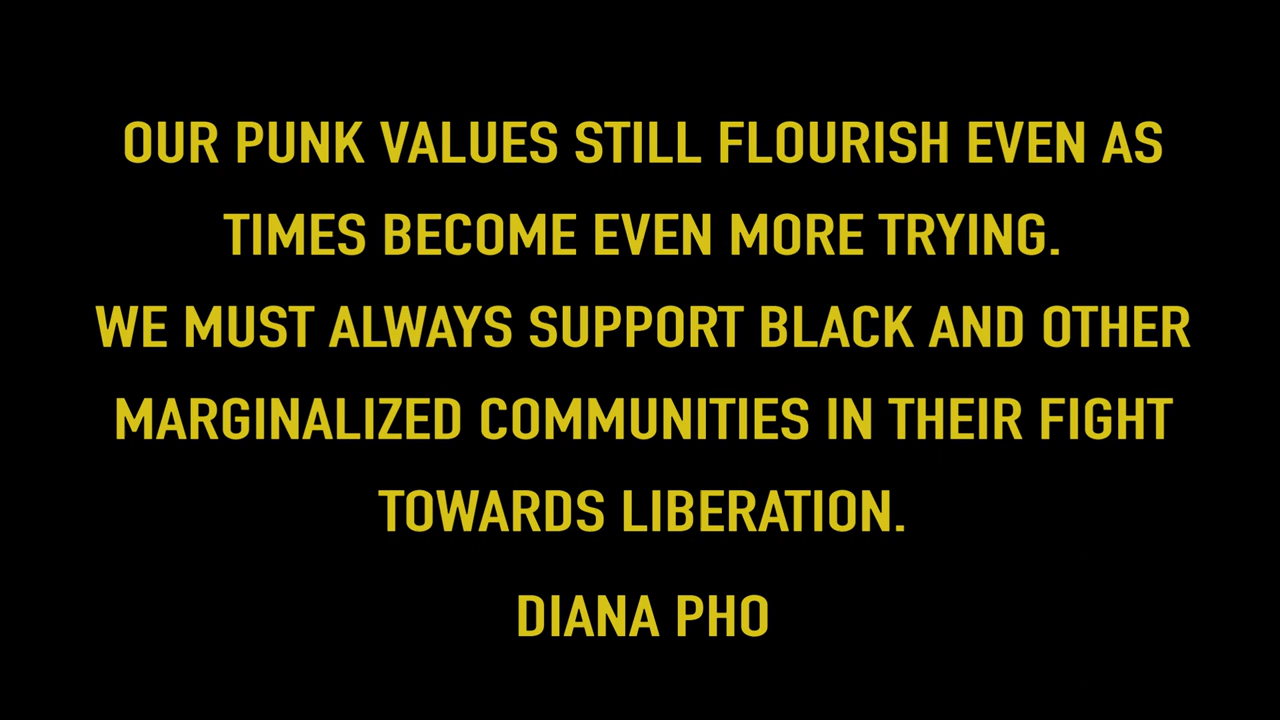 OUR PUNK VALUES STILL FLOURISH EVEN AS
TIMES BECOME EVEN MORE TRYING.
WE MUST ALWAYS SUPPORT BLACK AND OTHER
MARGINALIZED COMMUNITIES IN THEIR FIGHT
TOWARDS LIBERATION.
DIANA PHO